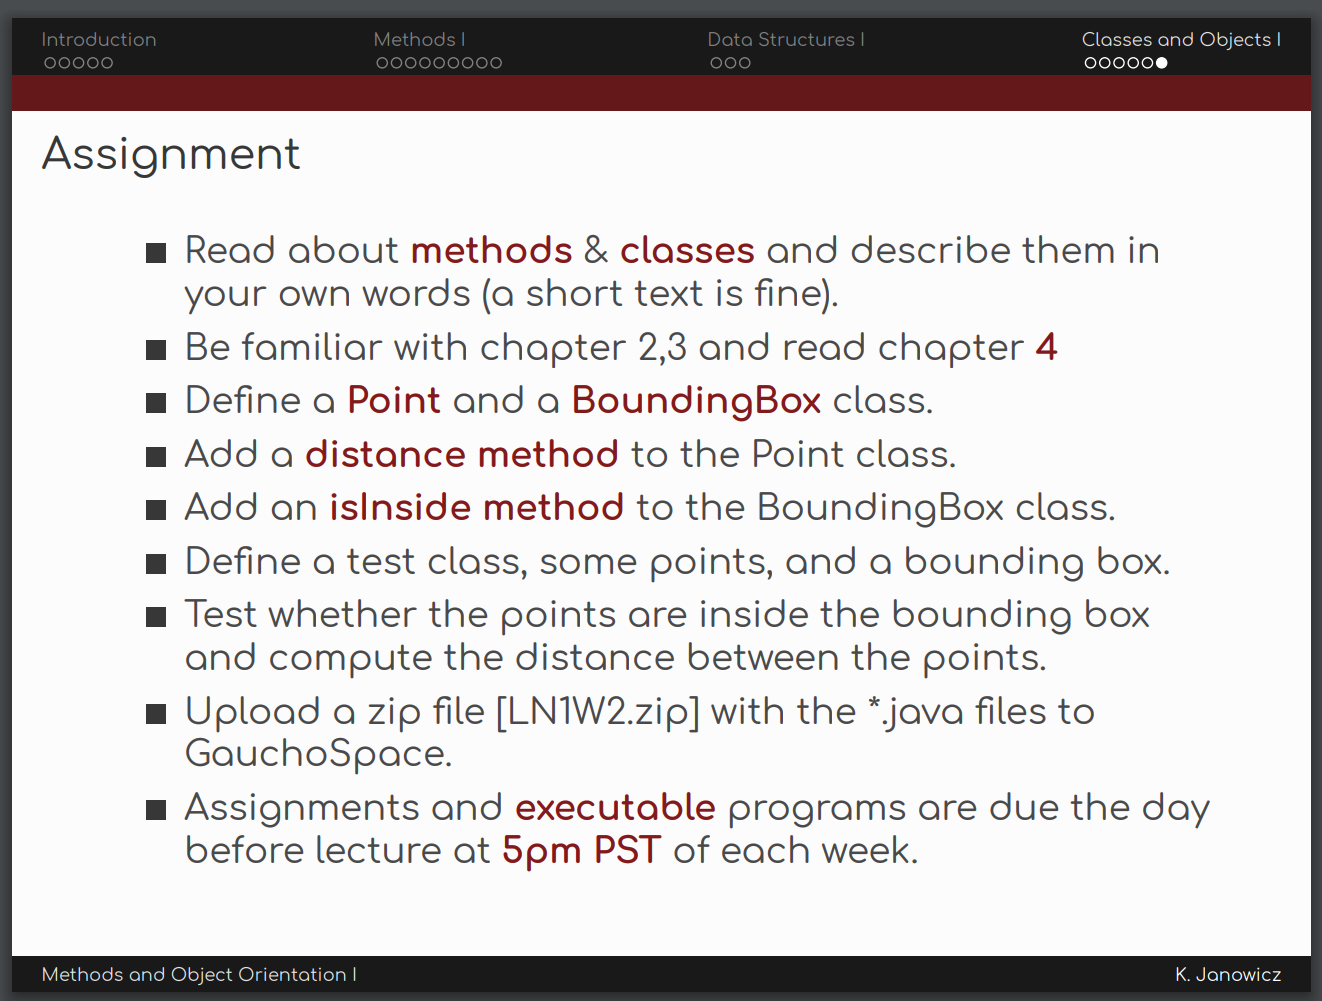 Introduction
Methods I
Data Structures I
Classes and Objects I
Assignment
Read about methods & classes and describe them in
your own words (a short text is fine).
Be familiar with chapter 2,3 and read chapter 4
Define a Point and a BoundingBox class.
Add a distance method to the Point class.
Add an isInside method to the BoundingBox class.
Define a test class, some points, and a bounding box.
Test whether the points are inside the bounding box
and compute the distance between the points.
Upload a zip file [LN1W2.zip] with the *.java files to
GauchoSpace.
Assignments and executable programs are due the day
before lecture at 5pm PST of each week.
Methods and Object Orientation I
K. Janowicz